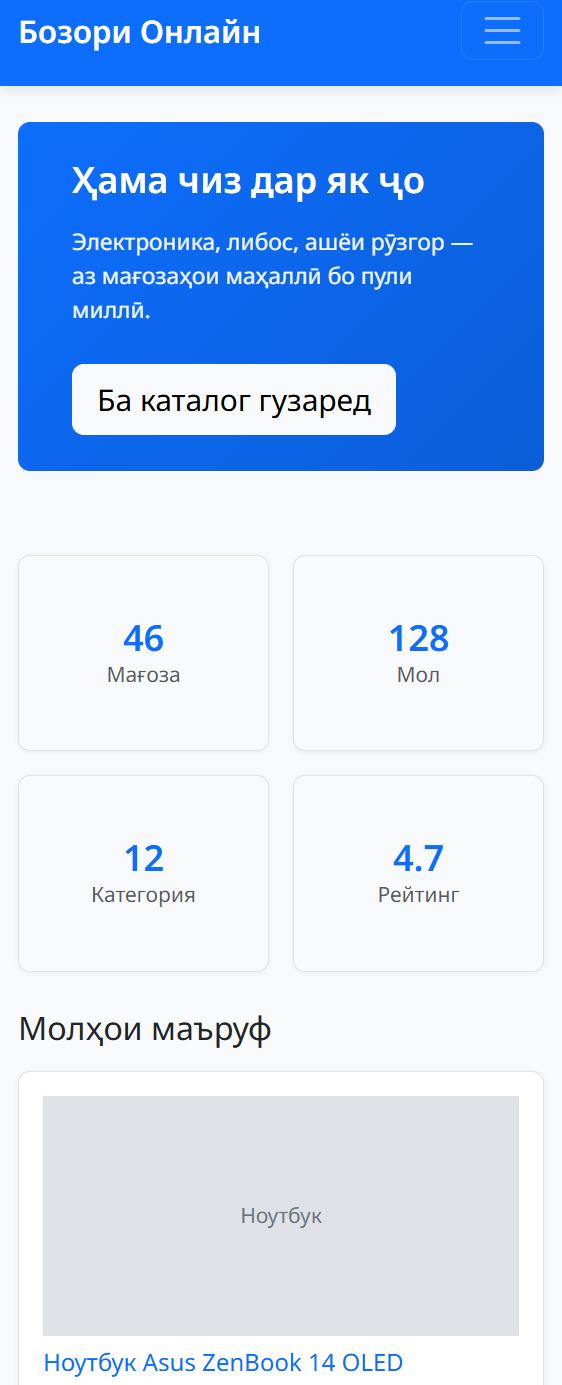 Бозори Онлайн
Ҳама чиз дар як ҷо
Электроника, либос, ашёи рӯзгор —
аз мағозаҳои маҳаллӣ бо пули
миллӣ.
Ба каталог гузаред
46
Мағоза
128
Мол
12
Категория
4.7
Рейтинг
Молҳои маъруф
Ноутбук
Ноутбук Asus ZenBook 14 OLED